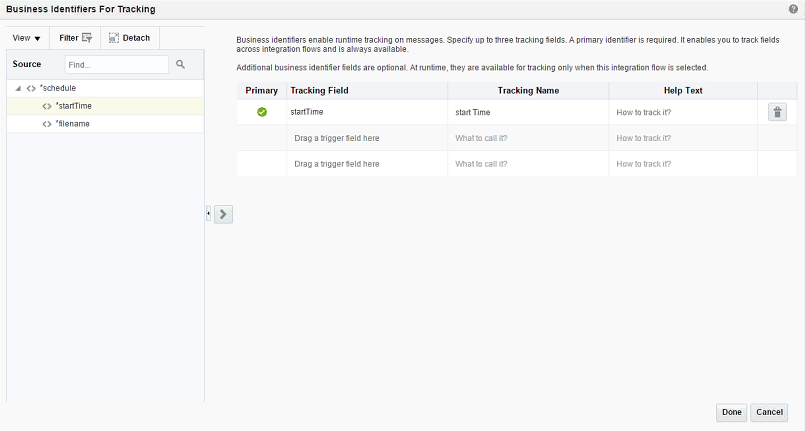 Business Identifiers For Tracking
View
Filter
Detach
Source
Find...
*schedule
*startTime
*filename
Business identifiers enable runtime tracking on messages. Specify up to three tracking fields. A primary identifier is required. It enables you to track fields
across integration flows and is always available.
Additional business identifier fields are optional. At runtime, they are available for tracking only when this integration flow is selected.
Primary Tracking Field Tracking Name Help Text
startTime start Time How to track it?
Drag a trigger field here What to call it? How to track it?
Drag a trigger field here What to call it? How to track it?
Done Cancel